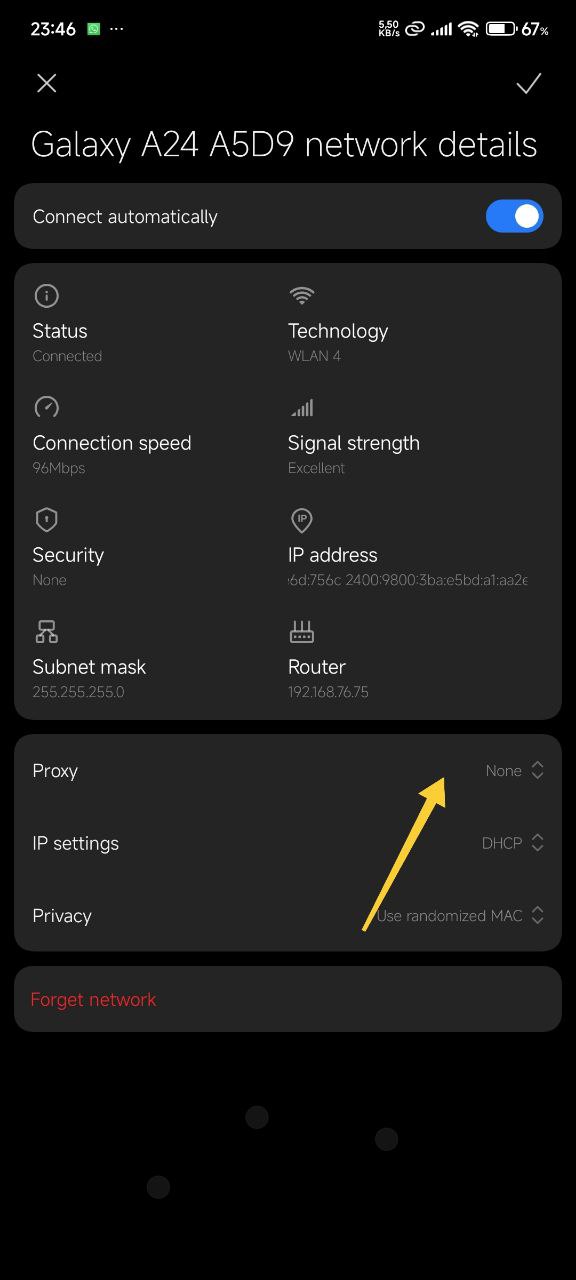 23:46 ... 5,50 KB/s 67%
Galaxy A24 A5D9 network details
Connect automatically
Status Technology
Connected WLAN 4
Connection speed Signal strength
96Mbps Excellent
Security IP address
None :6d:756c 2400:9800:3ba:e5bd:a1:aa2e
Subnet mask Router
255.255.255.0 192.168.76.75
Proxy None
IP settings DHCP
Privacy Use randomized MAC
Forget network